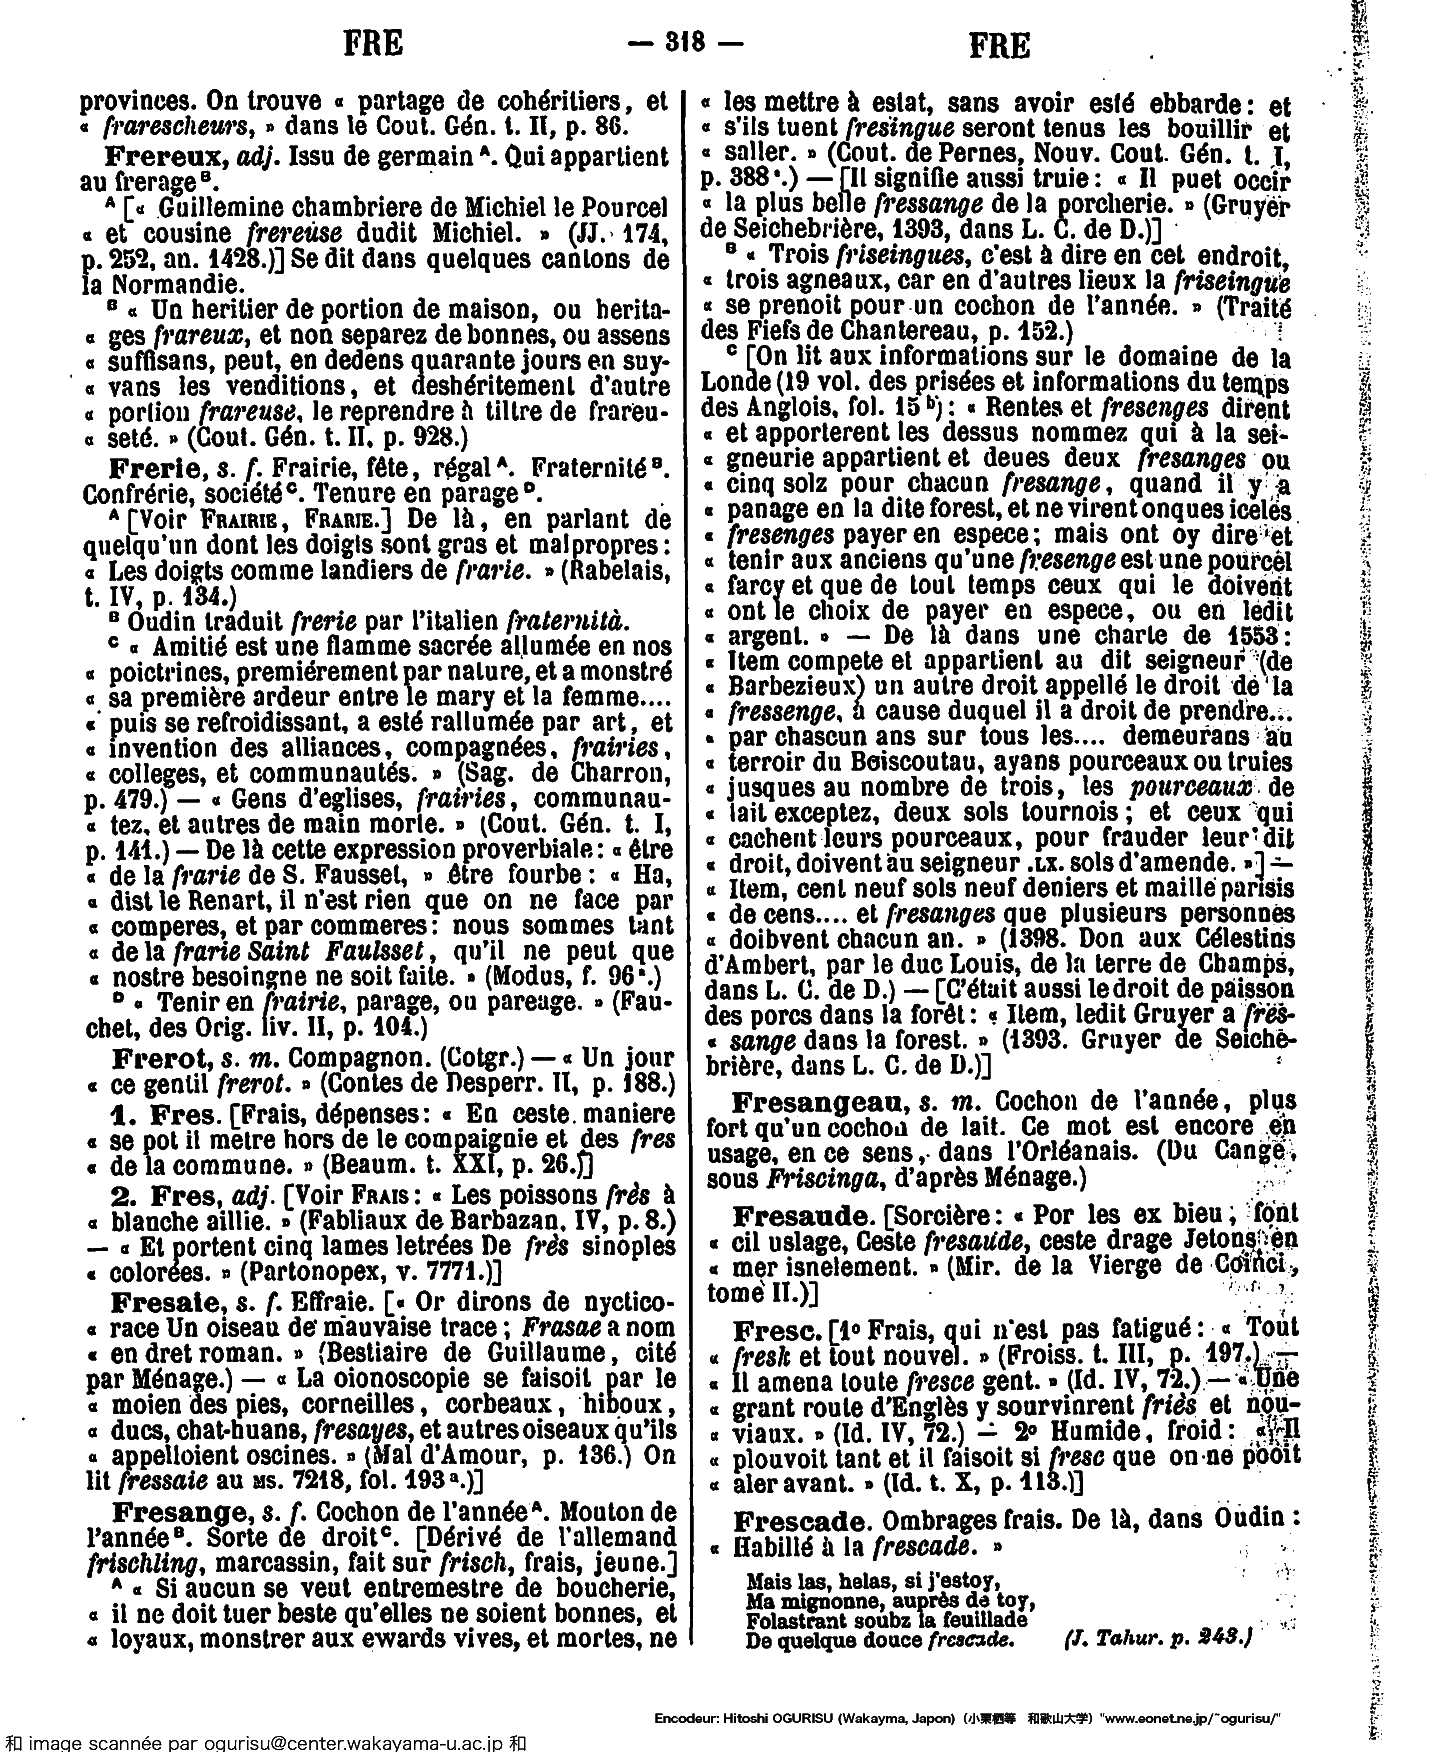 FRE — 318 — FRE
provinces. On trouve « partage de cohéritiers, et
« frarescheurs, » dans le Cout. Gén. t. II, p. 86.
Frereux, adj. Issu de germain ᴬ. Qui appartient
au frerage ᴮ.
ᴬ [« Guillemine chambriere de Michiel le Pourcel
« et cousine frereuse dudit Michiel. » (JJ. 174,
p. 252, an. 1428.)] Se dit dans quelques cantons de
la Normandie.
ᴮ « Un heritier de portion de maison, ou herita-
« ges frareux, et non separez de bonnes, ou assens
« suffisans, peut, en dedens quarante jours en suy-
« vans les venditions, et deshéritement d'autre
« portion frareuse, le reprendre à tiltre de frareu-
« seté. » (Cout. Gén. t. II, p. 928.)
Frerie, s. f. Frairie, fête, régal ᴬ. Fraternité ᴮ.
Confrérie, société ᶜ. Tenure en parage ᴰ.
ᴬ [Voir FRAIRIE, FRARIE.] De là, en parlant de
quelqu'un dont les doigts sont gras et malpropres :
« Les doigts comme landiers de frarie. » (Rabelais,
t. IV, p. 134.)
ᴮ Oudin traduit frerie par l'italien fraternità.
ᶜ « Amitié est une flamme sacrée allumée en nos
« poictrines, premiérement par nature, et a monstré
« sa première ardeur entre le mary et la femme....
« puis se refroidissant, a esté rallumée par art, et
« invention des alliances, compagnées, frairies,
« colleges, et communautés. » (Sag. de Charron,
p. 479.) — « Gens d'eglises, frairies, communau-
« tez, et autres de main morte. » (Cout. Gén. t. I,
p. 141.) — De là cette expression proverbiale : « être
« de la frarie de S. Fausset, » être fourbe : « Ha,
« dist le Renart, il n'est rien que on ne face par
« comperes, et par commeres : nous sommes tant
« de la frarie Saint Faulsset, qu'il ne peut que
« nostre besoingne ne soit faite. » (Modus, f. 96 ᵃ.)
ᴰ « Tenir en frairie, parage, ou pareage. » (Fau-
chet, des Orig. liv. II, p. 104.)
Frerot, s. m. Compagnon. (Cotgr.) — « Un jour
« ce gentil frerot. » (Contes de Desperr. II, p. 188.)
1. Fres. [Frais, dépenses : « En ceste maniere
« se pot il metre hors de le compaignie et des fres
« de la commune. » (Beaum. t. XXI, p. 26.)]
2. Fres, adj. [Voir FRAIS : « Les poissons frès à
« blanche aillie. » (Fabliaux de Barbazan, IV, p. 8.)
— « Et portent cinq lames letrées De frès sinoples
« colorées. » (Partonopex, v. 7771.)]
Fresaie, s. f. Effraie. [« Or dirons de nyctico-
« race Un oiseau de mauvaise trace ; Frasae a nom
« en dret roman. » (Bestiaire de Guillaume, cité
par Ménage.) — « La oionoscopie se faisoit par le
« moien des pies, corneilles, corbeaux, hiboux,
« ducs, chat-huans, fresayes, et autres oiseaux qu'ils
« appelloient oscines. » (Mal d'Amour, p. 136.) On
lit fressaie au MS. 7218, fol. 193 ᵃ.)]
Fresange, s. f. Cochon de l'année ᴬ. Mouton de
l'année ᴮ. Sorte de droit ᶜ. [Dérivé de l'allemand
frischling, marcassin, fait sur frisch, frais, jeune.]
ᴬ « Si aucun se veut entremestre de boucherie,
« il ne doit tuer beste qu'elles ne soient bonnes, et
« loyaux, monstrer aux ewards vives, et mortes, ne
« les mettre à estat, sans avoir esté ebbarde : et
« s'ils tuent fresingue seront tenus les bouillir et
« saller. » (Cout. de Pernes, Nouv. Cout. Gén. t. I,
p. 388 ᵃ.) — [Il signifie aussi truie : « Il puet occir
« la plus belle fressange de la porcherie. » (Gruyer
de Seichebrière, 1393, dans L. C. de D.)]
ᴮ « Trois friseingues, c'est à dire en cet endroit,
« trois agneaux, car en d'autres lieux la friseingue
« se prenoit pour un cochon de l'année. » (Traité
des Fiefs de Chantereau, p. 152.)
ᶜ [On lit aux informations sur le domaine de la
Londe (19 vol. des prisées et informations du temps
des Anglois, fol. 15 ᵇ) : « Rentes et fresenges dirent
« et apporterent les dessus nommez qui à la sei-
« gneurie appartient et deues deux fresanges ou
« cinq solz pour chacun fresange, quand il y a
« panage en la dite forest, et ne virent onques icelés
« fresenges payer en espece ; mais ont oy dire et
« tenir aux anciens qu'une fresenge est une pourcel
« farcy et que de tout temps ceux qui le doivent
« ont le choix de payer en espece, ou en ledit
« argent. » — De là dans une charte de 1553 :
« Item compete et appartient au dit seigneur (de
« Barbezieux) un autre droit appellé le droit de la
« fressenge, à cause duquel il a droit de prendre...
« par chascun ans sur tous les.... demeurans au
« terroir du Boiscoutau, ayans pourceaux ou truies
« jusques au nombre de trois, les pourceaux de
« lait exceptez, deux sols tournois ; et ceux qui
« cachent leurs pourceaux, pour frauder leur dit
« droit, doivent au seigneur .LX. sols d'amende. »] —
« Item, cent neuf sols neuf deniers et maille parisis
« de cens.... et fresanges que plusieurs personnes
« doibvent chacun an. » (1398. Don aux Célestins
d'Ambert, par le duc Louis, de la terre de Champs,
dans L. C. de D.) — [C'était aussi le droit de paisson
des porcs dans la forêt : « Item, ledit Gruyer a fres-
« sange dans la forest. » (1393. Gruyer de Seiche-
brière, dans L. C. de D.)]
Fresangeau, s. m. Cochon de l'année, plus
fort qu'un cochon de lait. Ce mot est encore en
usage, en ce sens, dans l'Orléanais. (Du Cange,
sous Friscinga, d'après Ménage.)
Fresaude. [Sorcière : « Por les ex bieu ; font
« cil uslage, Ceste fresaude, ceste drage Jetons en
« mer isnelement. » (Mir. de la Vierge de Coinci,
tome II.)]
Fresc. [1º Frais, qui n'est pas fatigué : « Tout
« fresk et tout nouvel. » (Froiss. t. III, p. 197.) —
« Il amena toute fresce gent. » (Id. IV, 72.) — « Une
« grant route d'Englès y sourvinrent friès et nou-
« viaux. » (Id. IV, 72.) — 2º Humide, froid : « Il
« plouvoit tant et il faisoit si fresc que on ne pooit
« aler avant. » (Id. t. X, p. 113.)]
Frescade. Ombrages frais. De là, dans Oudin :
« Habillé à la frescade. »
Mais las, helas, si j'estoy,
Ma mignonne, auprès de toy,
Folastrant soubz la feuillade
De quelque douce frescade. (J. Tahur. p. 243.)
Encodeur: Hitoshi OGURISU (Wakayma, Japon)（小栗栖等 和歌山大学）"www.eonet.ne.jp/~ogurisu/"
和 image scannée par ogurisu@center.wakayama-u.ac.jp 和